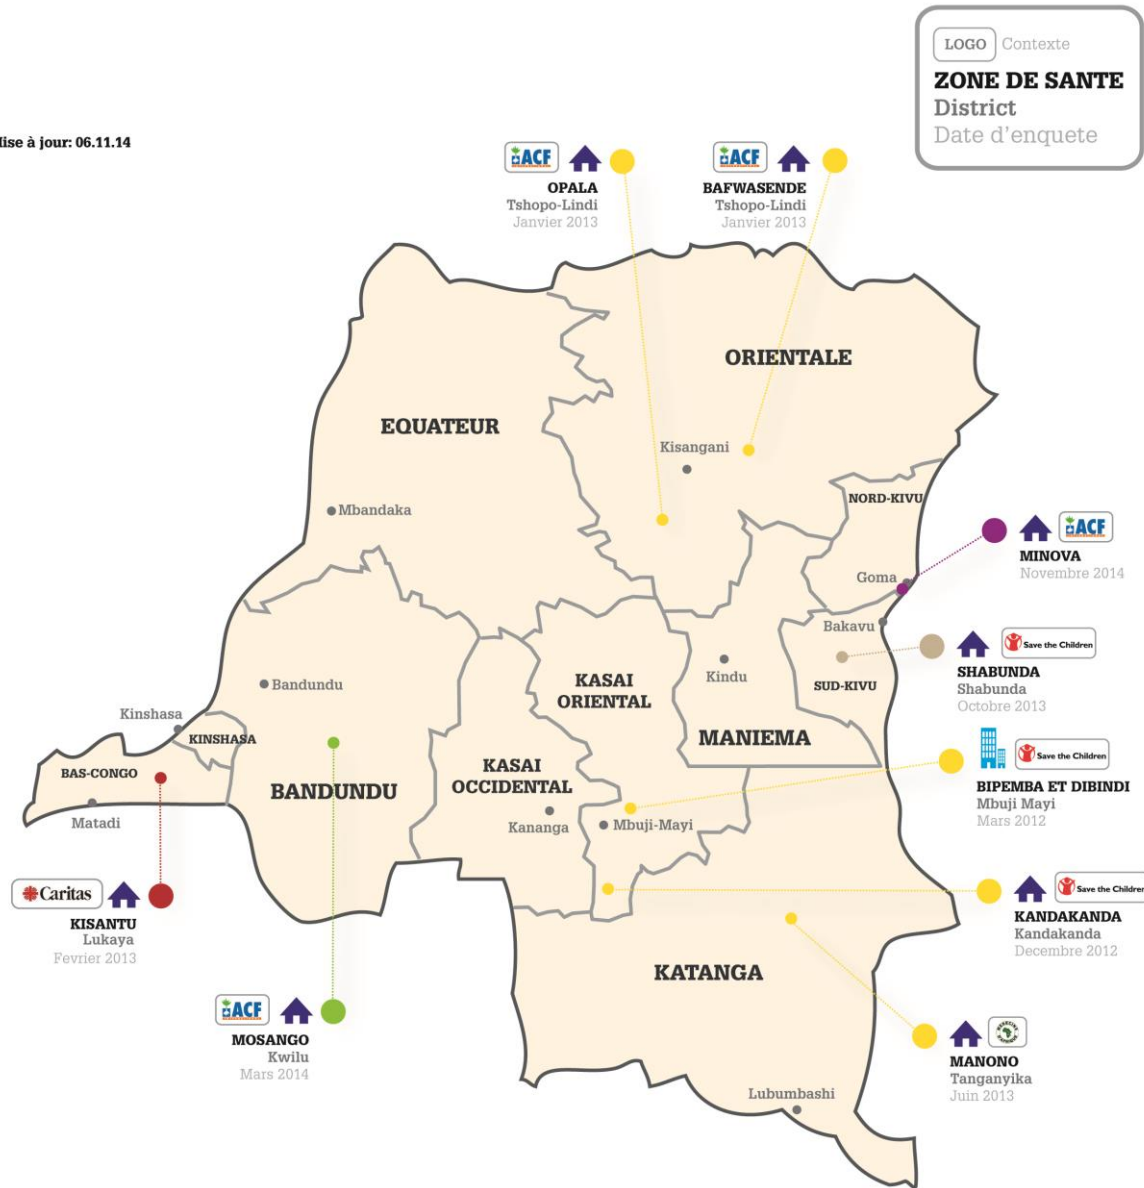 LOGO Contexte
ZONE DE SANTE
District
Date d'enquete
Mise à jour: 06.11.14
ACF
OPALA
Tshopo-Lindi
Janvier 2013
ACF
BAFWASENDE
Tshopo-Lindi
Janvier 2013
ORIENTALE
EQUATEUR
Kisangani
NORD-KIVU
Mbandaka
ACF
MINOVA
Novembre 2014
Goma
Bakavu
Save the Children
SHABUNDA
Shabunda
Octobre 2013
Kindu
SUD-KIVU
KASAI
ORIENTAL
Bandundu
Kinshasa
KINSHASA
MANIEMA
BAS-CONGO
KASAI
OCCIDENTAL
BANDUNDU
Save the Children
BIPEMBA ET DIBINDI
Mbuji Mayi
Mars 2012
Matadi
Kananga
Mbuji-Mayi
Caritas
KISANTU
Lukaya
Fevrier 2013
Save the Children
KANDAKANDA
Kandakanda
Decembre 2012
KATANGA
ACF
MOSANGO
Kwilu
Mars 2014
MANONO
Tanganyika
Juin 2013
Lubumbashi